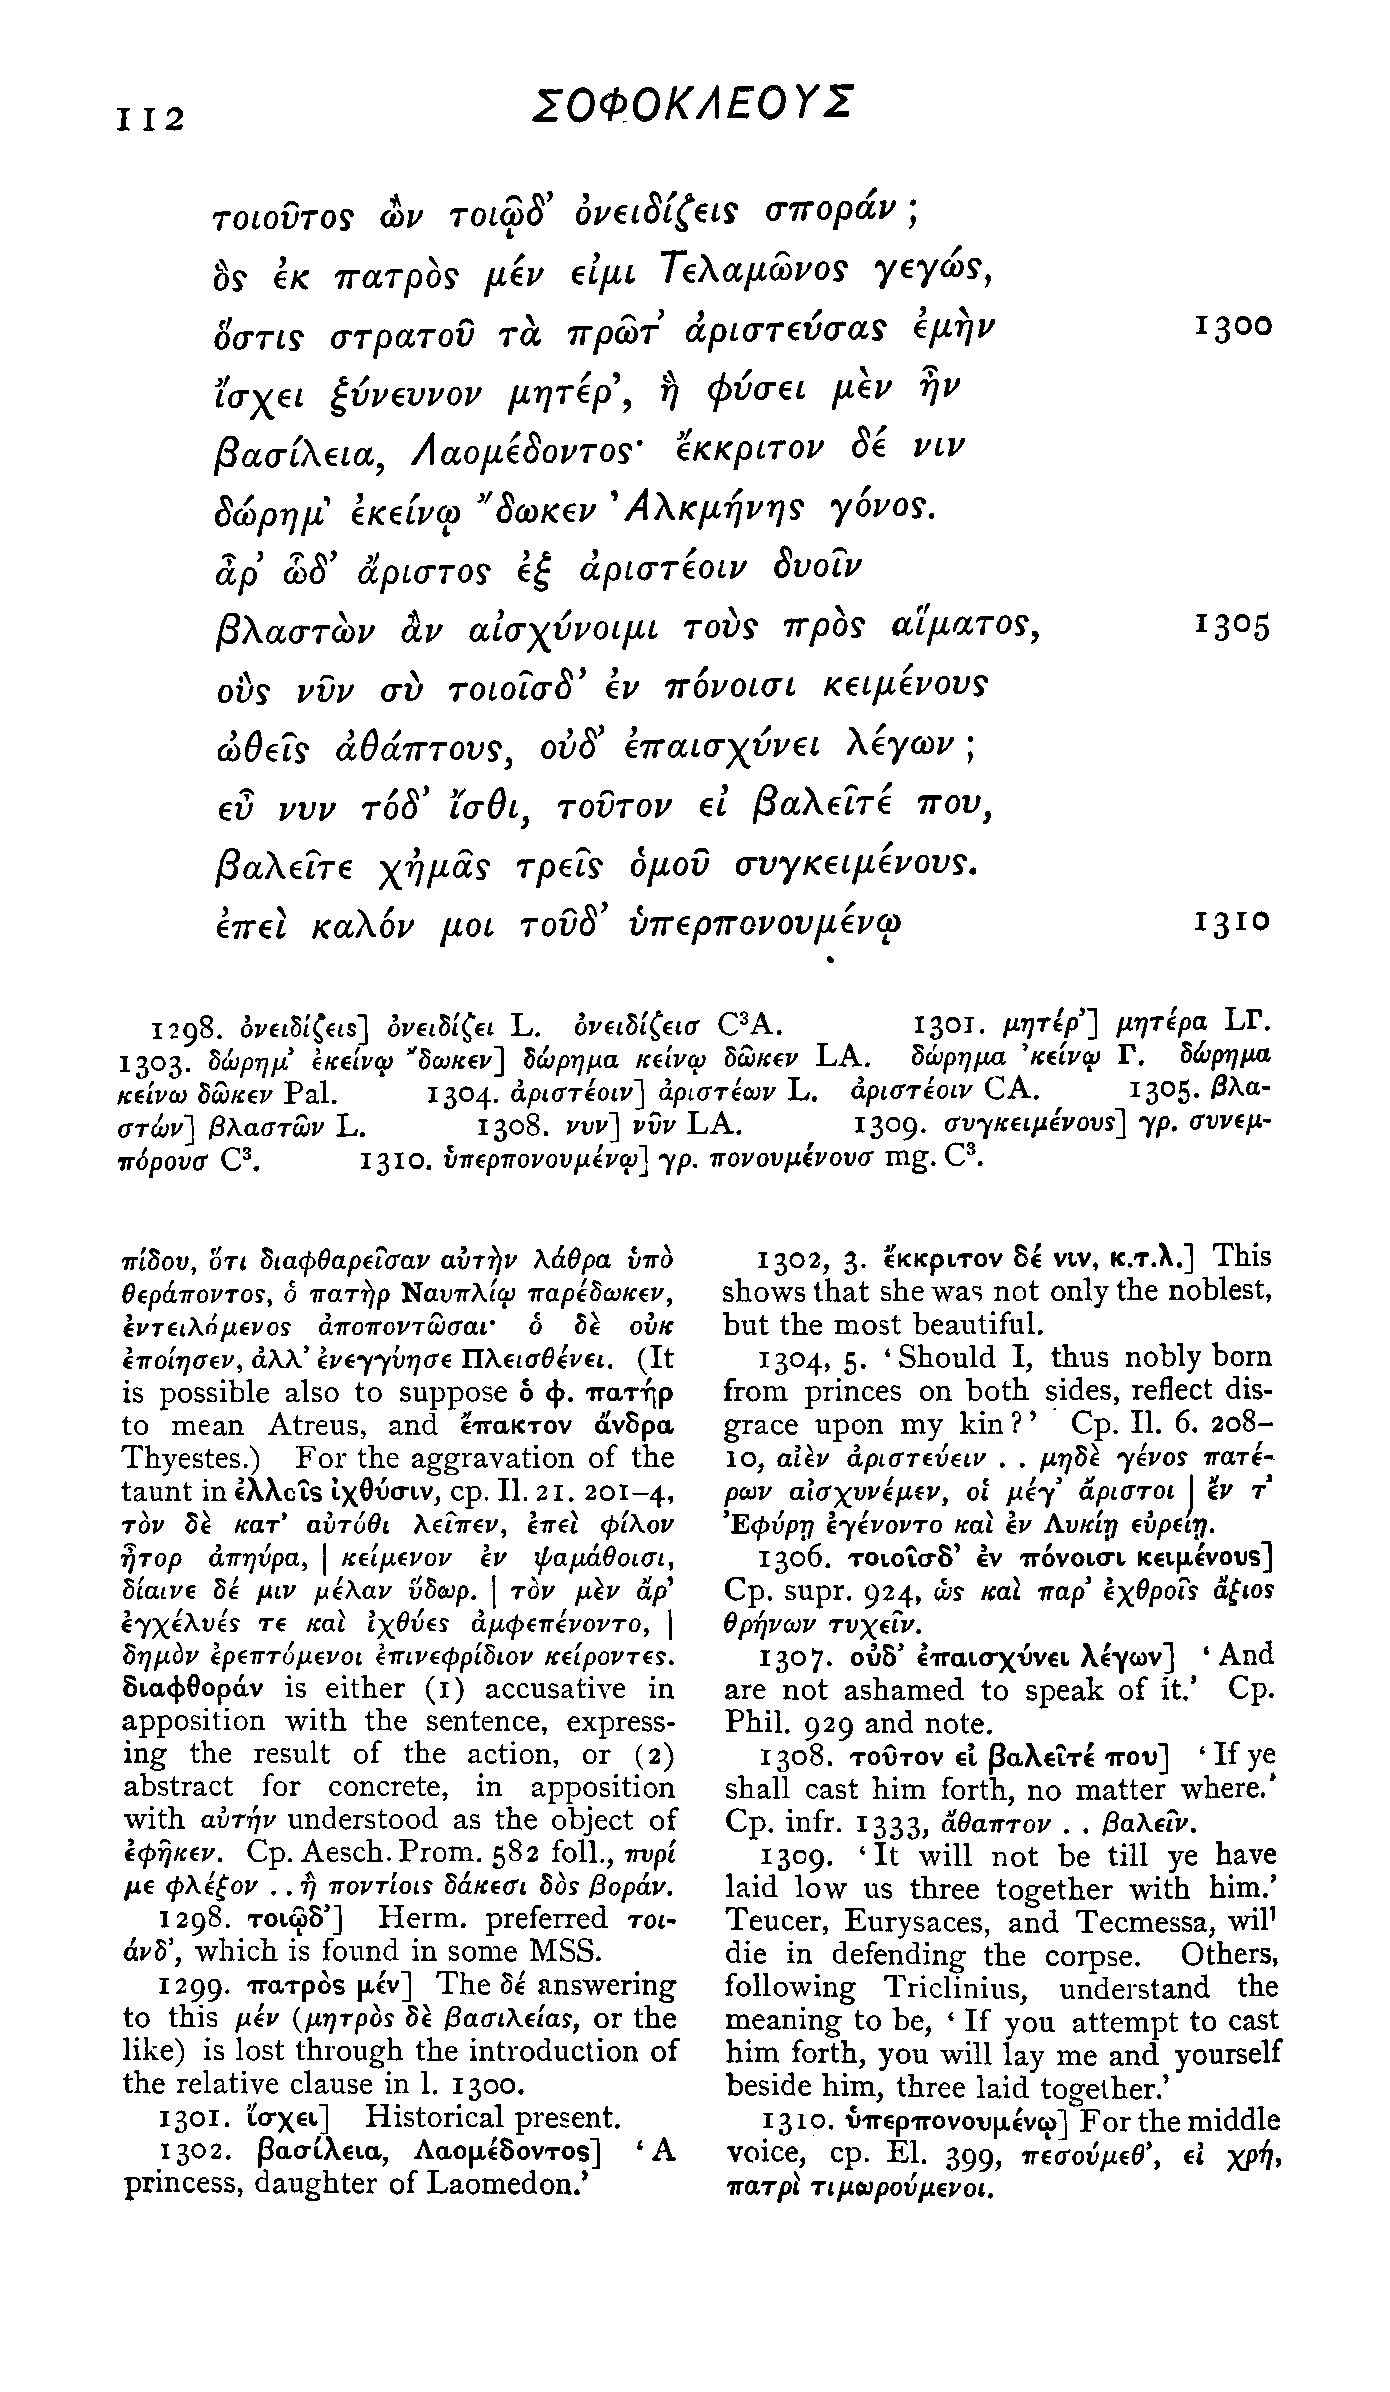 112
ΣΟΦΟΚΛΕΟΥΣ
τοιοῦτος ὢν τοιῷδ’ ὀνειδίζεις σποράν ;
ὃς ἐκ πατρὸς μέν εἰμι Τελαμῶνος γεγώς,
ὅστις στρατοῦ τὰ πρῶτ’ ἀριστεύσας ἐμὴν 1300
ἴσχει ξύνευνον μητέρ’, ἣ φύσει μὲν ἦν
βασίλεια, Λαομέδοντος· ἔκκριτον δέ νιν
δώρημ’ ἐκείνῳ ’́δωκεν ’Αλκμήνης γόνος.
ἆρ’ ὧδ’ ἄριστος ἐξ ἀριστέοιν δυοῖν
βλαστὼν ἂν αἰσχύνοιμι τοὺς πρὸς αἵματος, 1305
οὓς νῦν σὺ τοιοῖσδ’ ἐν πόνοισι κειμένους
ὠθεῖς ἀθάπτους, οὐδ’ ἐπαισχύνει λέγων ;
εὖ νυν τόδ’ ἴσθι, τοῦτον εἰ βαλεῖτέ που,
βαλεῖτε χἠμᾶς τρεῖς ὁμοῦ συγκειμένους.
ἐπεὶ καλόν μοι τοῦδ’ ὑπερπονουμένῳ 1310
1298. ὀνειδίζεις] ὀνειδίζει L. ὀνειδίζεισ C³A. 1301. μητέρ’] μητέρα LΓ.
1303. δώρημ’ ἐκείνῳ ’́δωκεν] δώρημα κείνῳ δῶκεν LA. δώρημα ’κείνῳ Γ. δώρημα
κείνω δῶκεν Pal. 1304. ἀριστέοιν] ἀριστέων L. ἀριστέοιν CA. 1305. βλα-
στών] βλαστῶν L. 1308. νυν] νῦν LA. 1309. συγκειμένους] γρ. συνεμ-
πόρουσ C³. 1310. ὑπερπονουμένῳ] γρ. πονουμένουσ mg. C³.
πίδου, ὅτι διαφθαρεῖσαν αὐτὴν λάθρα ὑπὸ
θεράποντος, ὁ πατὴρ Ναυπλίῳ παρέδωκεν,
ἐντειλάμενος ἀποποντῶσαι· ὁ δὲ οὐκ
ἐποίησεν, ἀλλ’ ἐνεγγύησε Πλεισθένει. (It
is possible also to suppose ὁ φ. πατὴρ
to mean Atreus, and ἔπακτον ἄνδρα
Thyestes.) For the aggravation of the
taunt in ἐλλοῖς ἰχθύσιν, cp. Il. 21. 201–4,
τὸν δὲ κατ’ αὐτόθι λεῖπεν, ἐπεὶ φίλον
ἦτορ ἀπηύρα, | κείμενον ἐν ψαμάθοισι,
δίαινε δέ μιν μέλαν ὕδωρ. | τὸν μὲν ἄρ’
ἐγχέλυές τε καὶ ἰχθύες ἀμφεπένοντο, |
δημὸν ἐρεπτόμενοι ἐπινεφρίδιον κείροντες.
διαφθοράν is either (1) accusative in
apposition with the sentence, express-
ing the result of the action, or (2)
abstract for concrete, in apposition
with αὐτήν understood as the object of
ἐφῆκεν. Cp. Aesch. Prom. 582 foll., πυρί
με φλέξον . . ἢ ποντίοις δάκεσι δὸς βοράν.
1298. τοιῷδ’] Herm. preferred τοι-
άνδ’, which is found in some MSS.
1299. πατρὸς μέν] The δέ answering
to this μέν (μητρὸς δὲ βασιλείας, or the
like) is lost through the introduction of
the relative clause in l. 1300.
1301. ἴσχει] Historical present.
1302. βασίλεια, Λαομέδοντος] ‘ A
princess, daughter of Laomedon.’
1302, 3. ἔκκριτον δέ νιν, κ.τ.λ.] This
shows that she was not only the noblest,
but the most beautiful.
1304, 5. ‘ Should I, thus nobly born
from princes on both sides, reflect dis-
grace upon my kin ? ’ Cp. Il. 6. 208–
10, αἰὲν ἀριστεύειν . . μηδὲ γένος πατέ-
ρων αἰσχυνέμεν, οἳ μέγ’ ἄριστοι | ἔν τ’
’Εφύρῃ ἐγένοντο καὶ ἐν Λυκίῃ εὐρείῃ.
1306. τοιοῖσδ’ ἐν πόνοισι κειμένους]
Cp. supr. 924, ὡς καὶ παρ’ ἐχθροῖς ἄξιος
θρήνων τυχεῖν.
1307. οὐδ’ ἐπαισχύνει λέγων] ‘ And
are not ashamed to speak of it.’ Cp.
Phil. 929 and note.
1308. τοῦτον εἰ βαλεῖτέ που] ‘ If ye
shall cast him forth, no matter where.’
Cp. infr. 1333, ἄθαπτον . . βαλεῖν.
1309. ‘ It will not be till ye have
laid low us three together with him.’
Teucer, Eurysaces, and Tecmessa, will
die in defending the corpse. Others,
following Triclinius, understand the
meaning to be, ‘ If you attempt to cast
him forth, you will lay me and yourself
beside him, three laid together.’
1310. ὑπερπονουμένῳ] For the middle
voice, cp. El. 399, πεσούμεθ’, εἰ χρή,
πατρὶ τιμωρούμενοι.